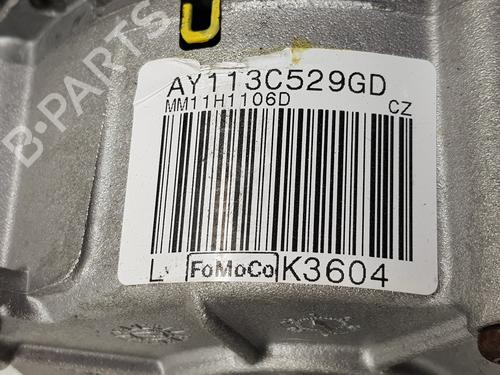 AY113C529GD
MM11H1106D CZ
L FoMoCo K3604
B-PARTS